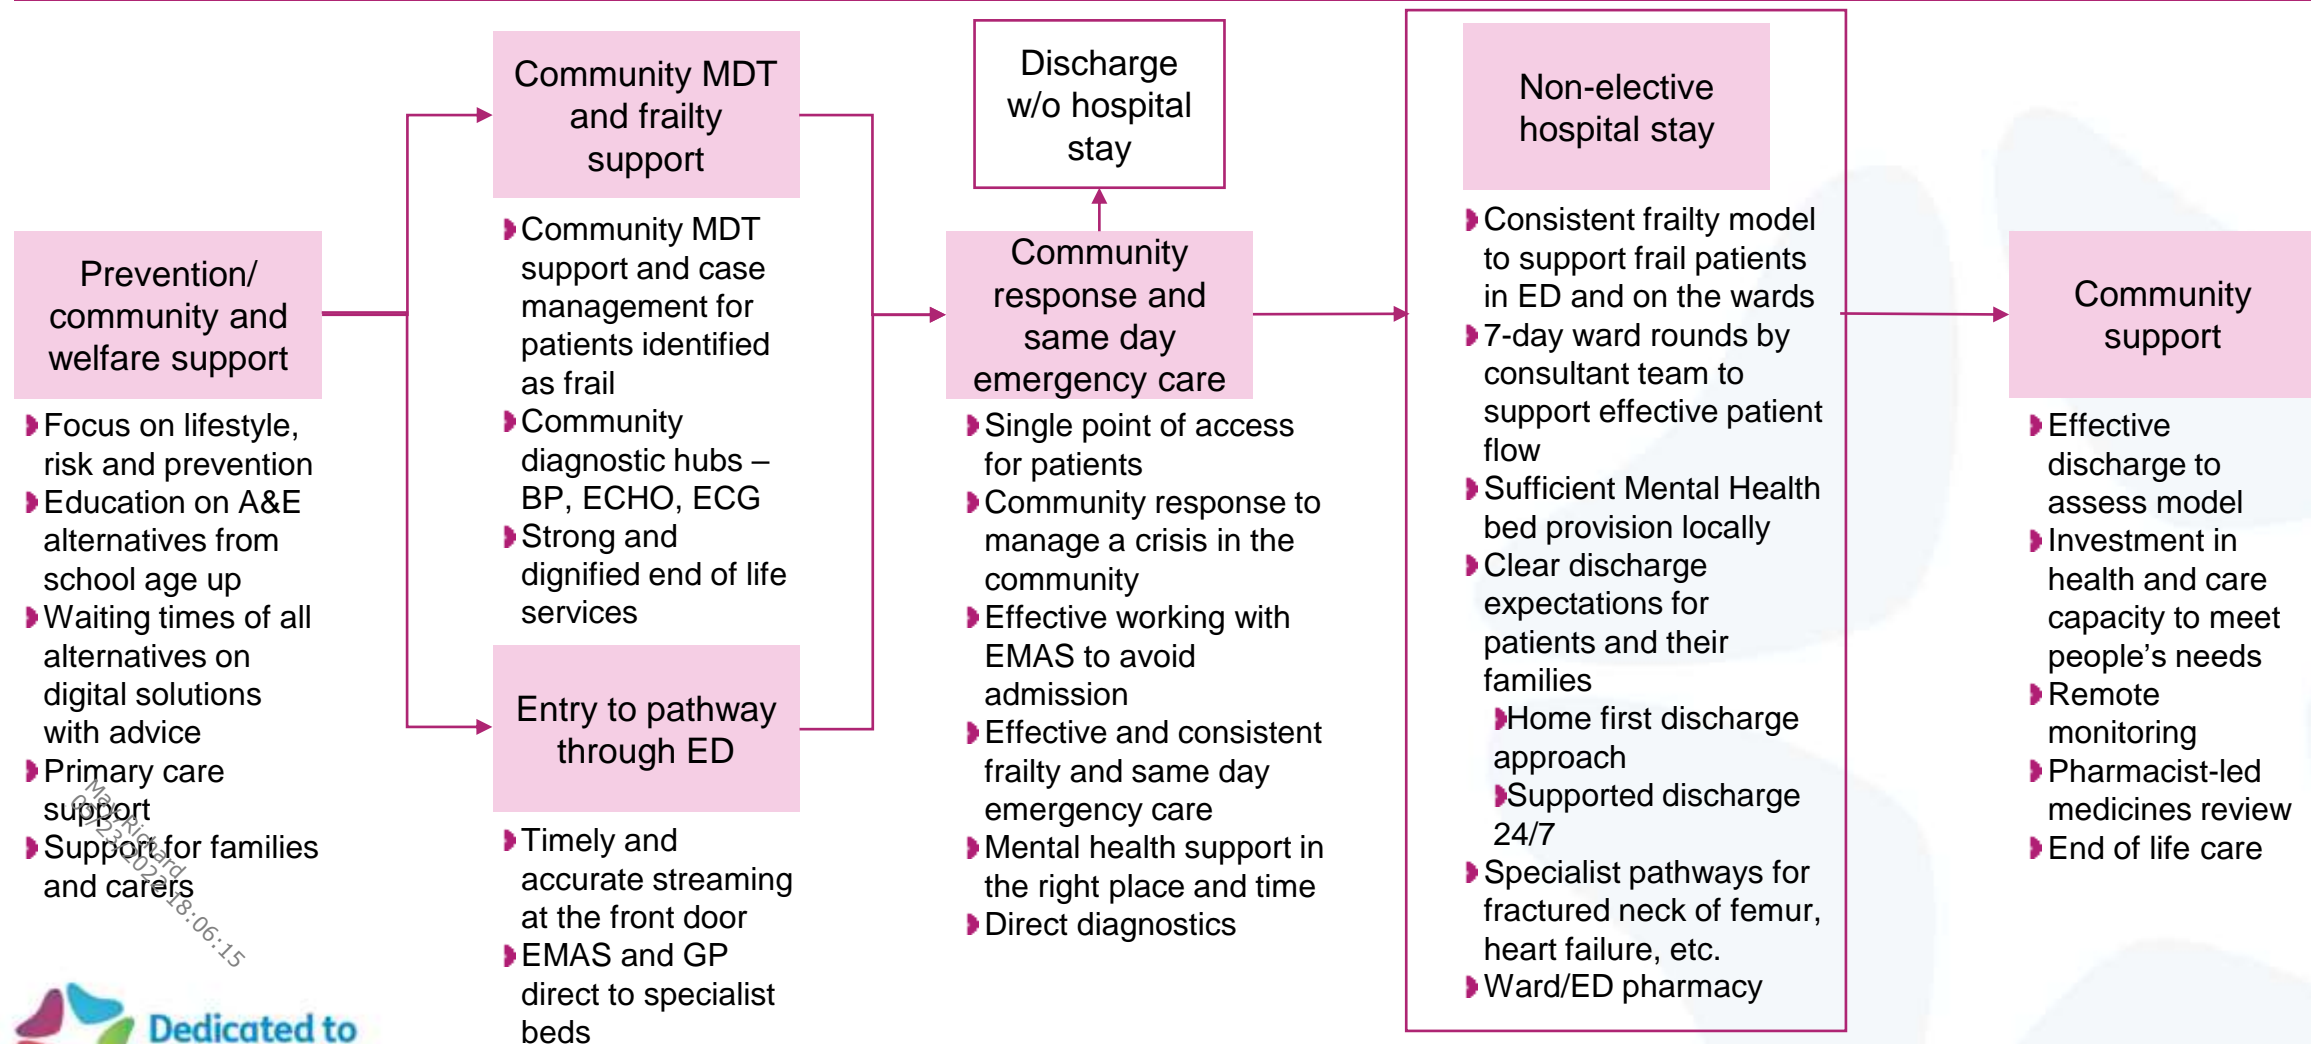 Prevention/
community and
welfare support
Focus on lifestyle,
risk and prevention
Education on A&E
alternatives from
school age up
Waiting times of all
alternatives on
digital solutions
with advice
Primary care
support
Support for families
and carers
Community MDT
and frailty
support
Community MDT
support and case
management for
patients identified
as frail
Community
diagnostic hubs –
BP, ECHO, ECG
Strong and
dignified end of life
services
Entry to pathway
through ED
Timely and
accurate streaming
at the front door
EMAS and GP
direct to specialist
beds
Discharge
w/o hospital
stay
Community
response and
same day
emergency care
Single point of access
for patients
Community response to
manage a crisis in the
community
Effective working with
EMAS to avoid
admission
Effective and consistent
frailty and same day
emergency care
Mental health support in
the right place and time
Direct diagnostics
Non-elective
hospital stay
Consistent frailty model
to support frail patients
in ED and on the wards
7-day ward rounds by
consultant team to
support effective patient
flow
Sufficient Mental Health
bed provision locally
Clear discharge
expectations for
patients and their
families
Home first discharge
approach
Supported discharge
24/7
Specialist pathways for
fractured neck of femur,
heart failure, etc.
Ward/ED pharmacy
Community
support
Effective
discharge to
assess model
Investment in
health and care
capacity to meet
people’s needs
Remote
monitoring
Pharmacist-led
medicines review
End of life care
May,Richard
05/23/2022 18:06:15
Dedicated to